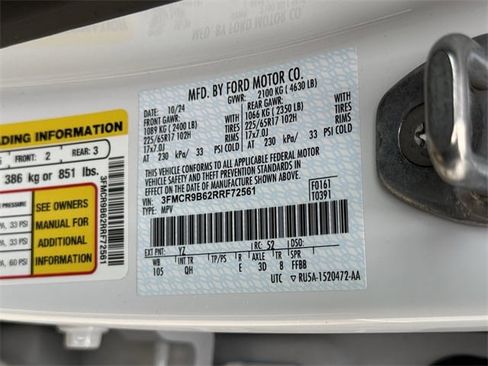 MFD. BY FORD MOTOR CO.
10/24
GVWR: 2100 KG ( 4630 LB)
FRONT GAWR:
REAR GAWR:
1089 KG ( 2400 LB)
1066 KG ( 2350 LB)
225/65R17 102H TIRES
225/65R17 102H TIRES
17x7.0J RIMS
17x7.0J RIMS
AT 230 kPa/ 33 PSI COLD
AT 230 kPa/ 33 PSI COLD
THIS VEHICLE CONFORMS TO ALL APPLICABLE FEDERAL MOTOR
VEHICLE SAFETY, BUMPER, AND THEFT PREVENTION STANDARDS
IN EFFECT ON THE DATE OF MANUFACTURE SHOWN ABOVE.
VIN: 3FMCR9B62RRF72561
TYPE: MPV
F0161
T0391
EXT PNT: YZ RC: 52 DSO:
WB INT TR TP/PS R AXLE TR SPR
105 QH E 3D 8 FFBB
UTC ▽RU5A-1520472-AA
ADING INFORMATION
FRONT: 2 REAR: 3
386 kg or 851 lbs.
33 PSI
SEE OWNERS
MANUAL FOR
ADDITIONAL
INFORMATION
3FMCR9B62RRF72561